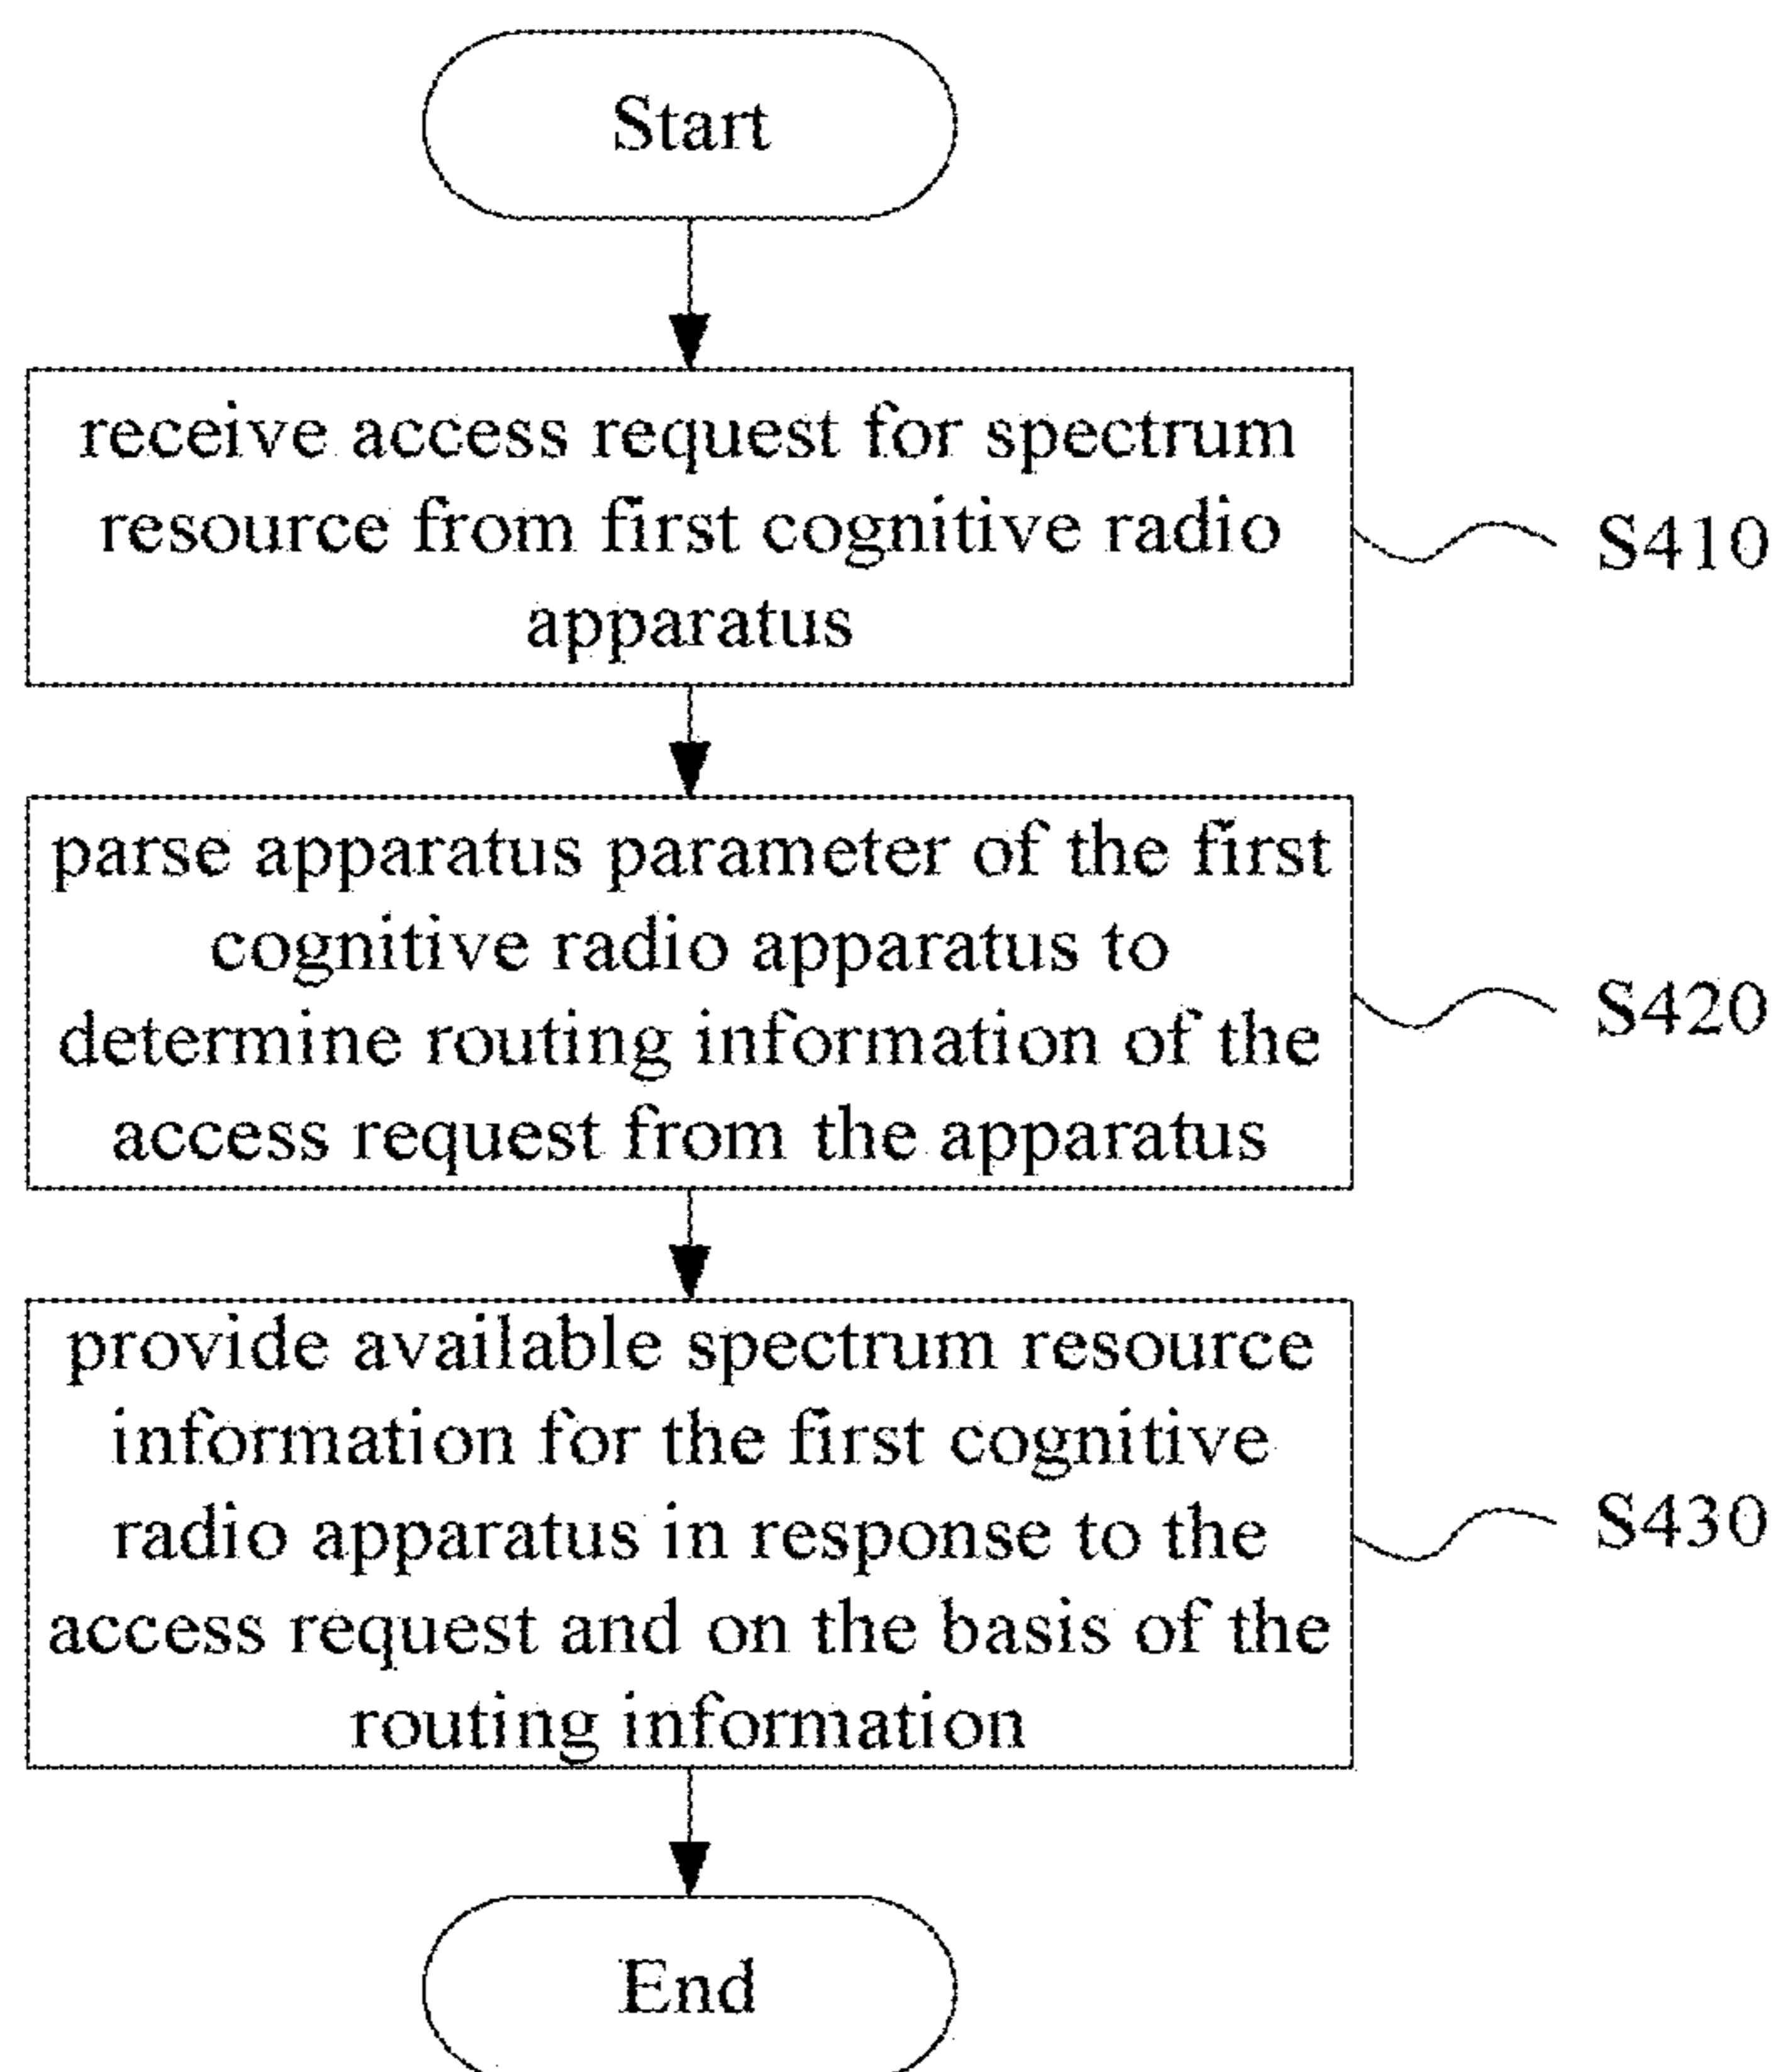 Start
receive access request for spectrum
resource from first cognitive radio
apparatus
S410
parse apparatus parameter of the first
cognitive radio apparatus to
determine routing information of the
access request from the apparatus
S420
provide available spectrum resource
information for the first cognitive
radio apparatus in response to the
access request and on the basis of the
routing information
S430
End